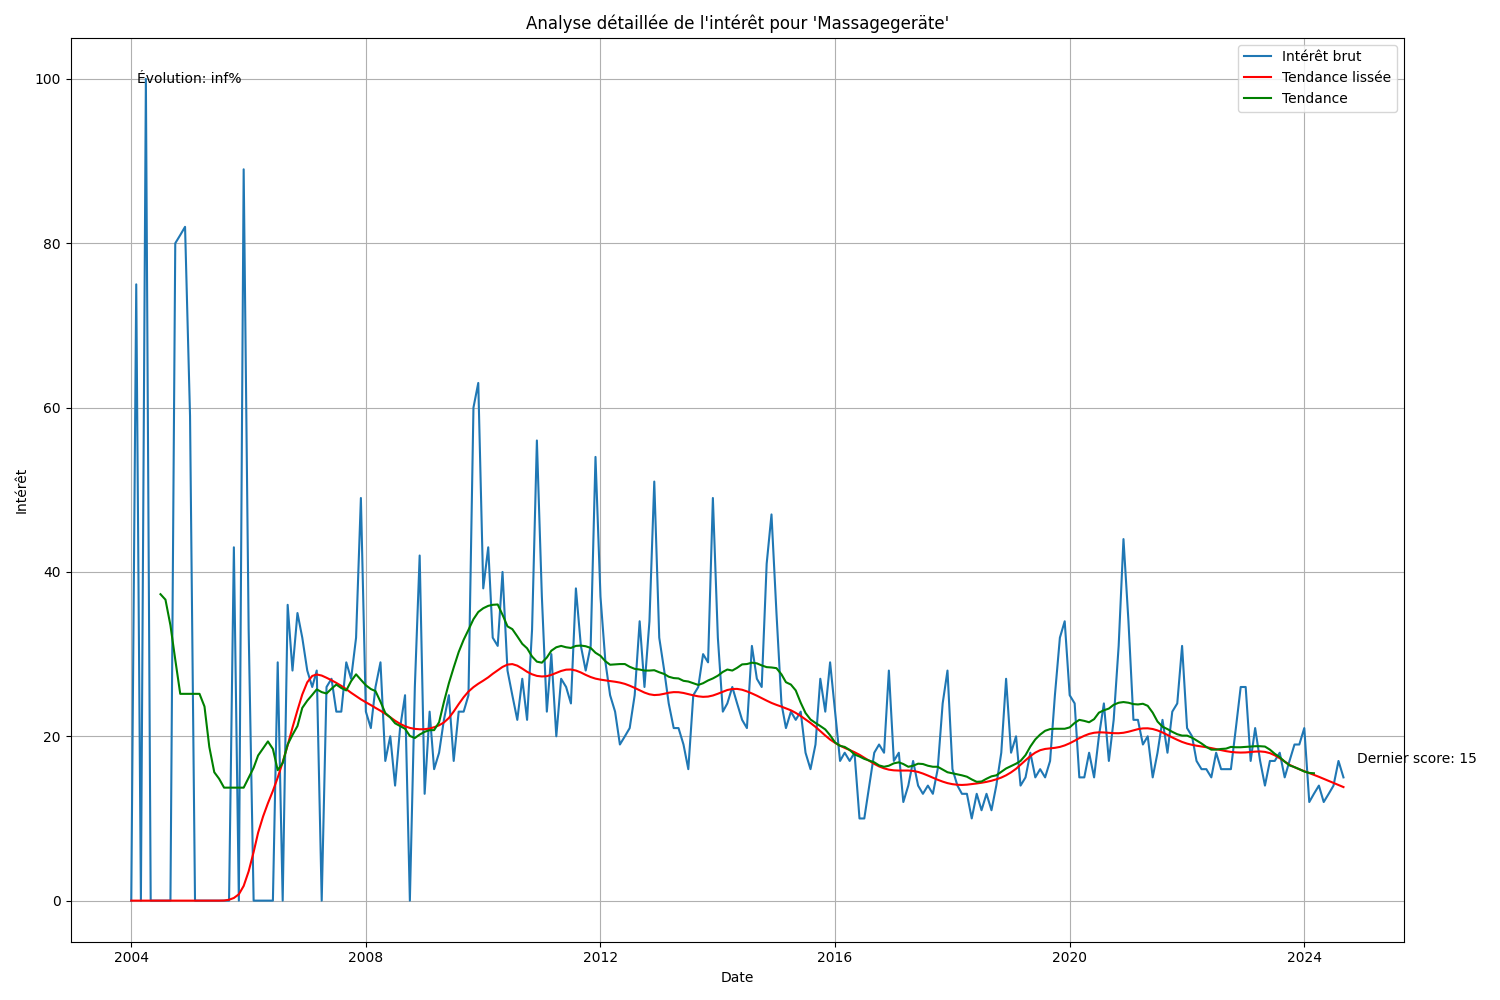 Analyse détaillée de l'intérêt pour 'Massagegeräte'
Évolution: inf%
Intérêt brut
Tendance lissée
Tendance
100
80
60
40
20
0
Intérêt
Dernier score: 15
2004
2008
2012
2016
2020
2024
Date